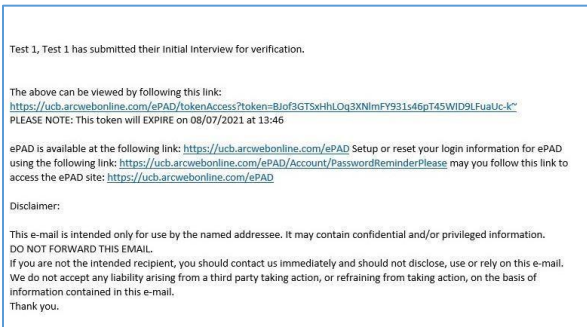 Test 1, Test 1 has submitted their Initial Interview for verification.
The above can be viewed by following this link:
https://ucb.arcwebonline.com/ePAD/tokenAccess?token=BJof3GTSxHhLOq3XNlmFY931s46pT45WID9LFuaUc-k~
PLEASE NOTE: This token will EXPIRE on 08/07/2021 at 13:46
ePAD is available at the following link: https://ucb.arcwebonline.com/ePAD Setup or reset your login information for ePAD
using the following link: https://ucb.arcwebonline.com/ePAD/Account/PasswordReminderPlease may you follow this link to
access the ePAD site: https://ucb.arcwebonline.com/ePAD
Disclaimer:
This e-mail is intended only for use by the named addressee. It may contain confidential and/or privileged information.
DO NOT FORWARD THIS EMAIL.
If you are not the intended recipient, you should contact us immediately and should not disclose, use or rely on this e-mail.
We do not accept any liability arising from a third party taking action, or refraining from taking action, on the basis of
information contained in this e-mail.
Thank you.